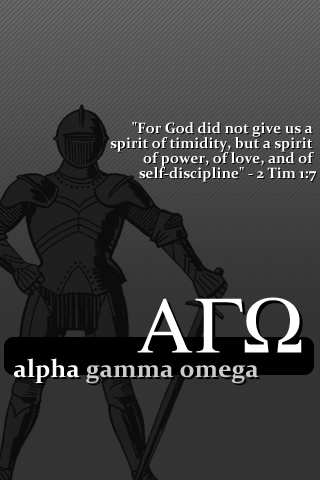 "For God did not give us a
spirit of timidity, but a spirit
of power, of love, and of
self-discipline" - 2 Tim 1:7
ΑΓΩ
alpha gamma omega